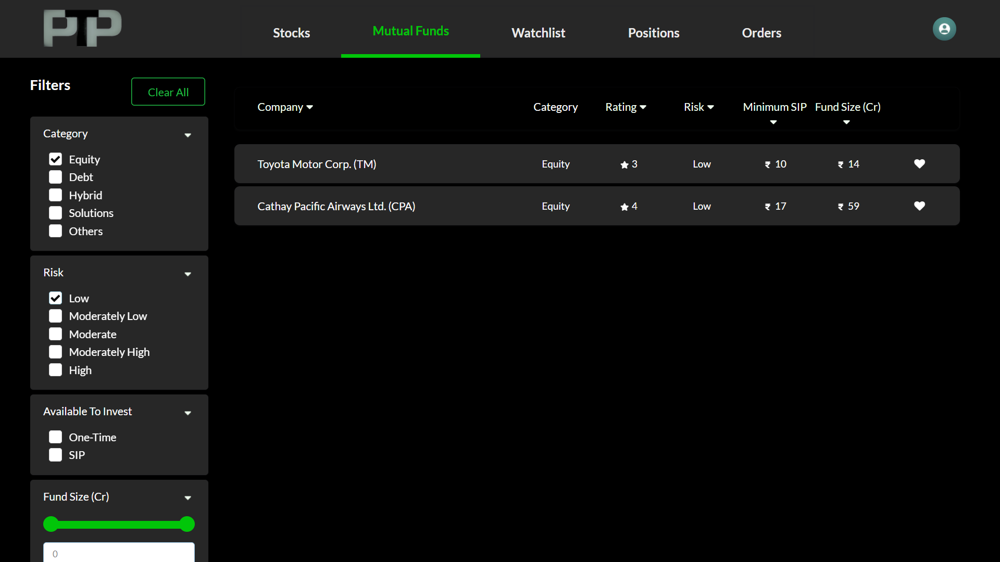 PTP
Stocks
Mutual Funds
Watchlist
Positions
Orders
Filters
Clear All
Category
Equity
Debt
Hybrid
Solutions
Others
Risk
Low
Moderately Low
Moderate
Moderately High
High
Available To Invest
One-Time
SIP
Fund Size (Cr)
0
Company Category Rating Risk Minimum SIP Fund Size (Cr)
Toyota Motor Corp. (TM) Equity 3 Low ₹ 10 ₹ 14
Cathay Pacific Airways Ltd. (CPA) Equity 4 Low ₹ 17 ₹ 59